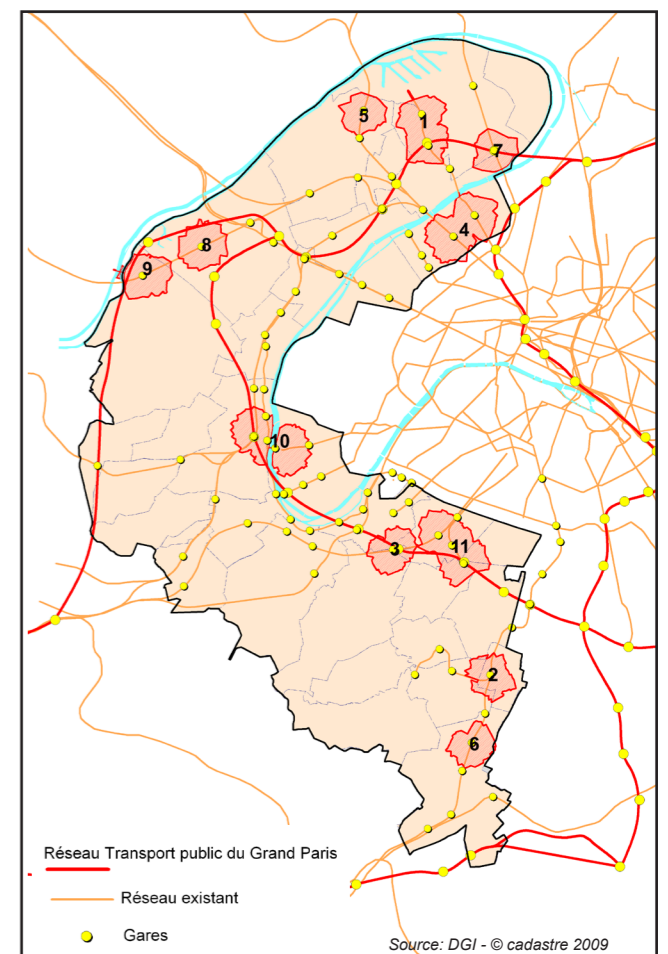 5
1
7
4
8
9
10
3
11
2
6
Réseau Transport public du Grand Paris
Réseau existant
Gares
Source: DGI - © cadastre 2009